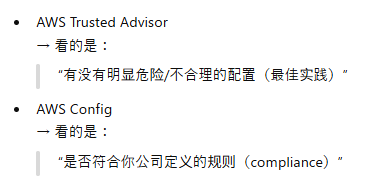 AWS Trusted Advisor
→ 看的是：
“有没有明显危险/不合理的配置（最佳实践）”
AWS Config
→ 看的是：
“是否符合你公司定义的规则（compliance）”